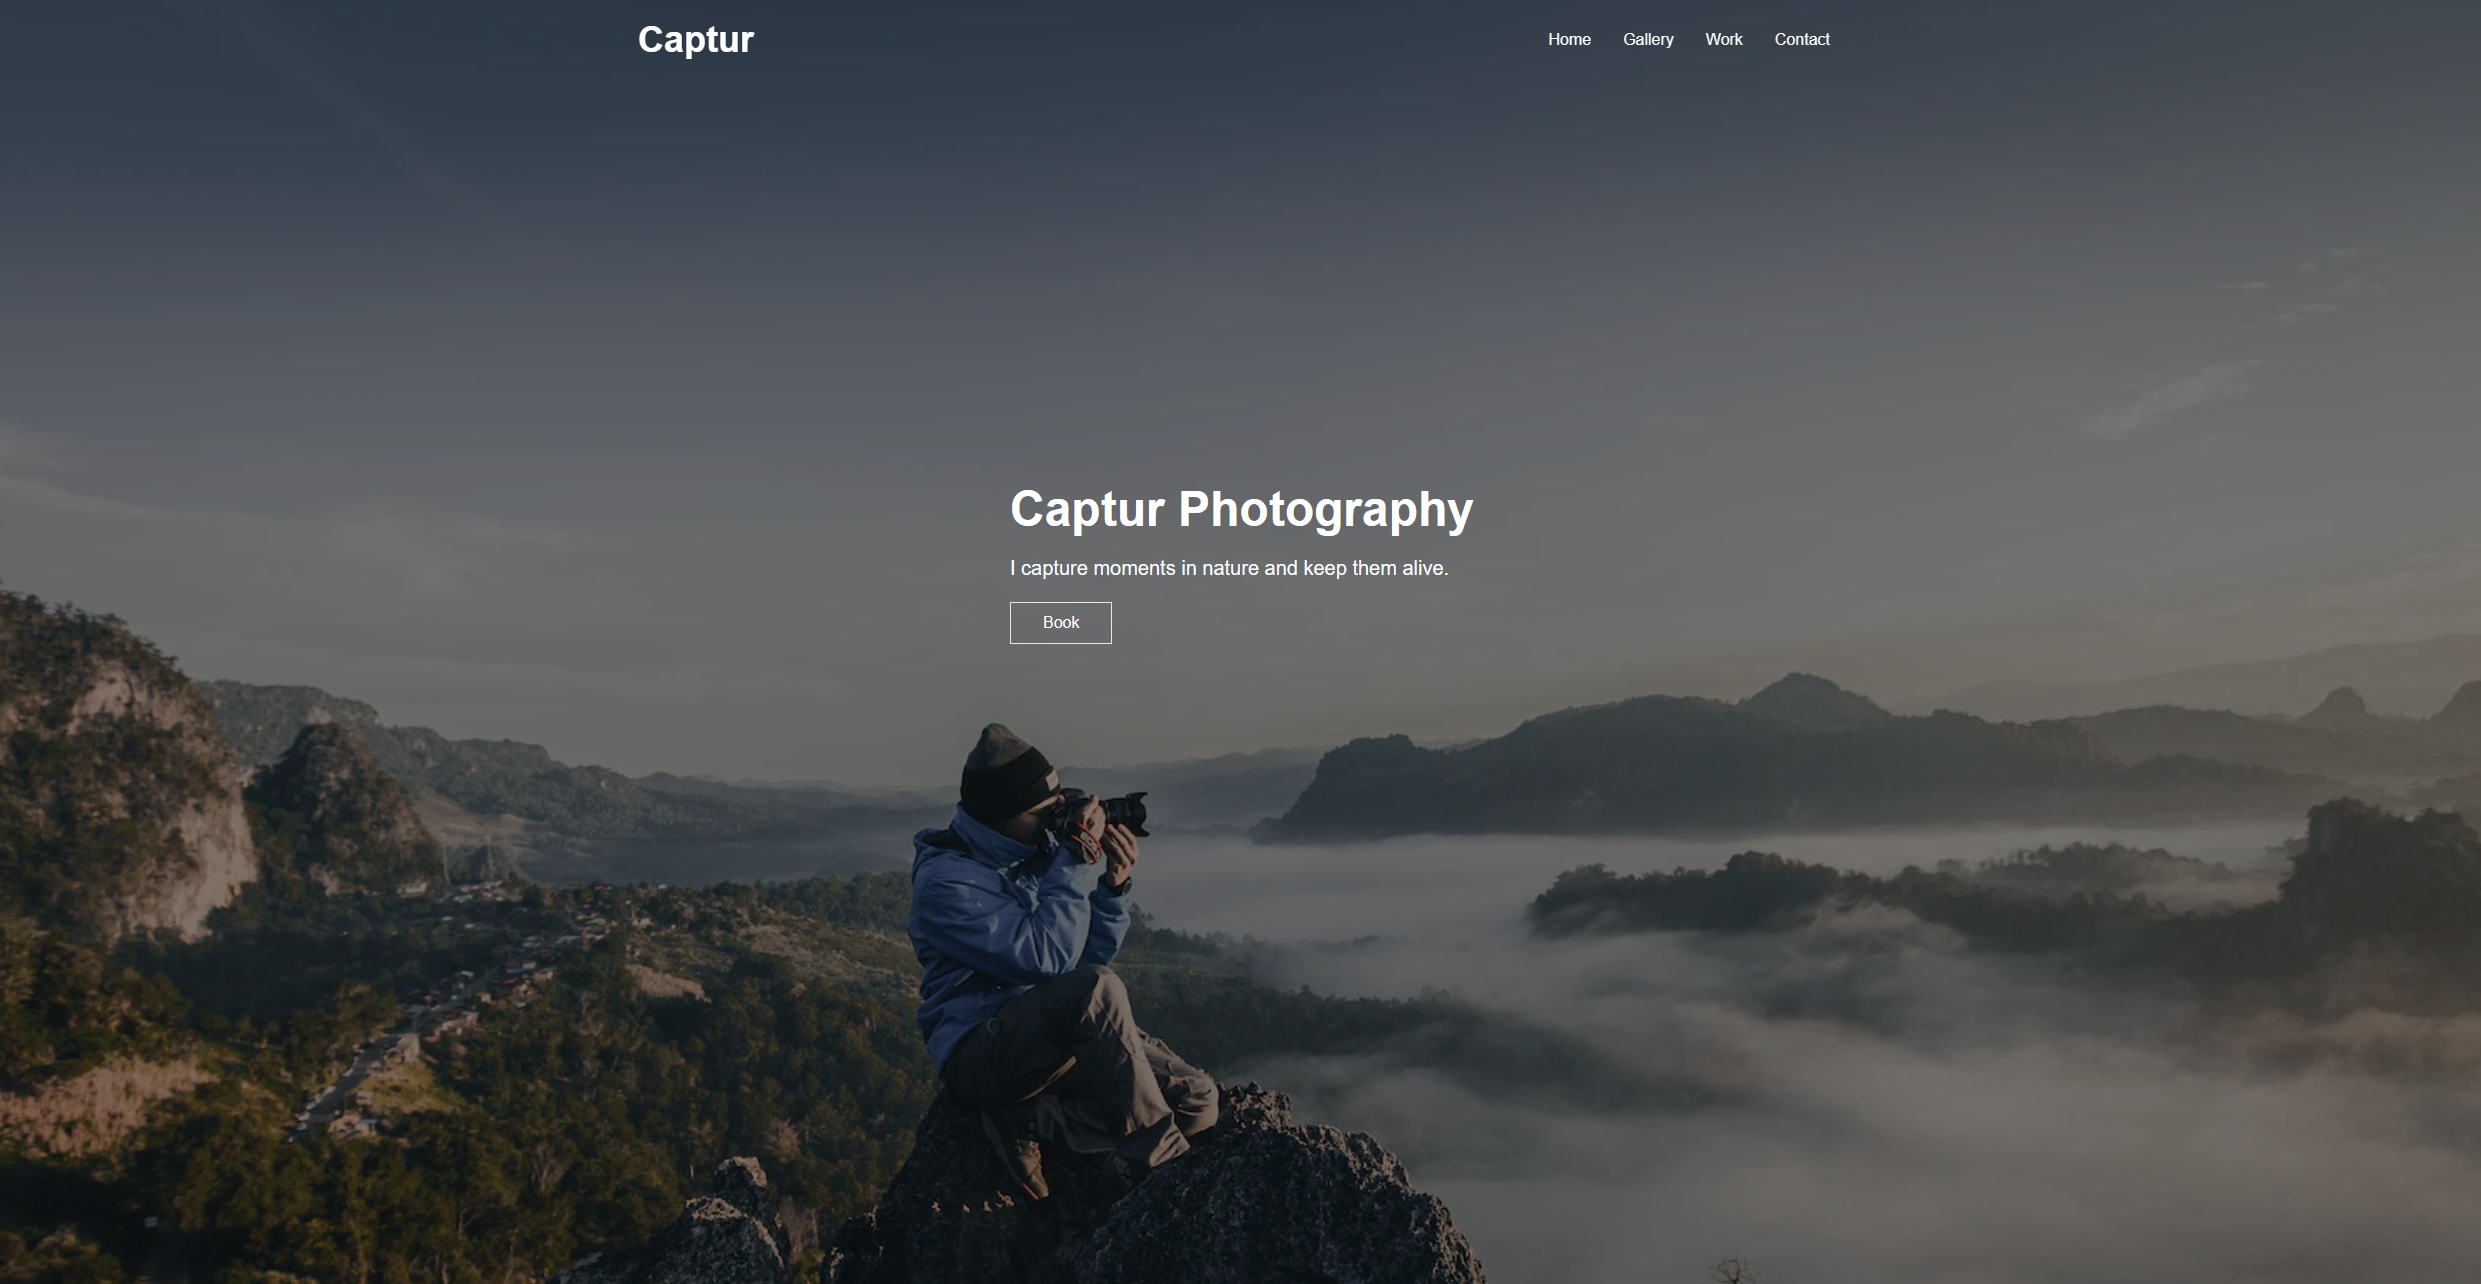 Captur
Home Gallery Work Contact
Captur Photography
I capture moments in nature and keep them alive.
Book